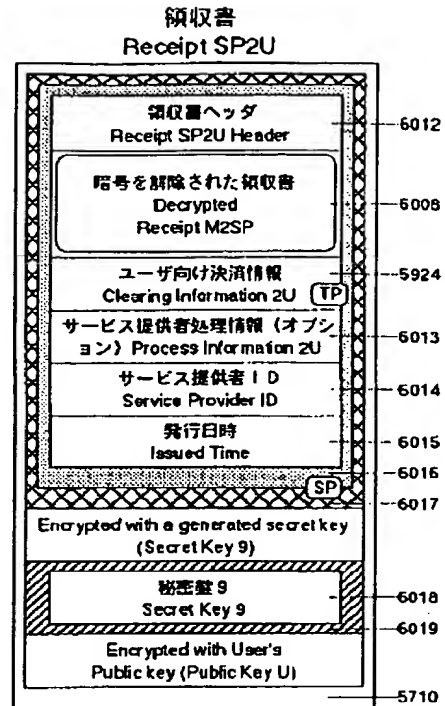 領収書
Receipt SP2U
領収書ヘッダ
Receipt SP2U Header
6012
暗号を解除された領収書
Decrypted
Receipt M2SP
6008
ユーザ向け決済情報
Clearing Information 2U
TP
5924
サービス提供者処理情報（オプシ
ョン）Process Information 2U
6013
サービス提供者ID
Service Provider ID
6014
発行日時
Issued Time
6015
6016
SP
6017
Encrypted with a generated secret key
(Secret Key 9)
秘密鍵 9
Secret Key 9
6018
6019
Encrypted with User's
Public key (Public Key U)
5710